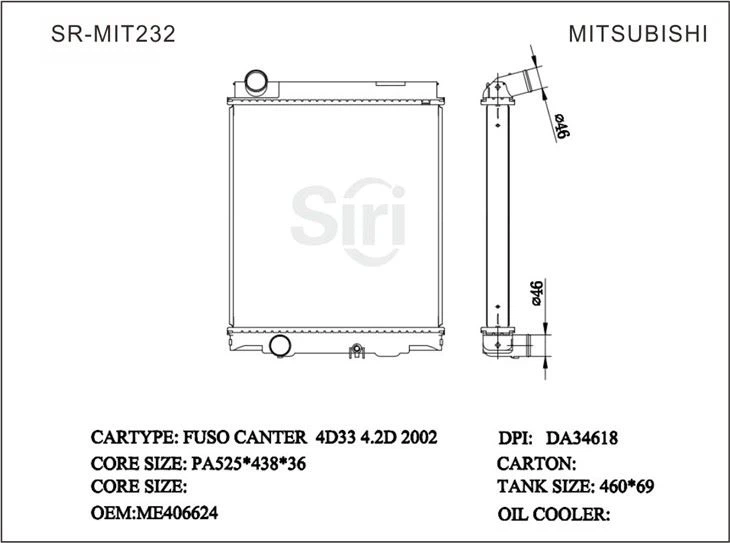 SR-MIT232
MITSUBISHI
ø46
Siri
ø46
CARTYPE: FUSO CANTER 4D33 4.2D 2002
CORE SIZE: PA525*438*36
CORE SIZE:
OEM:ME406624
DPI: DA34618
CARTON:
TANK SIZE: 460*69
OIL COOLER: